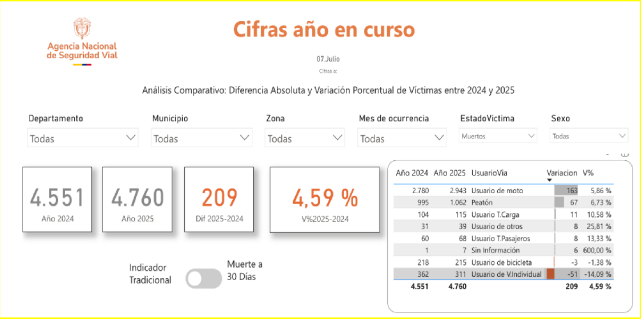 Cifras año en curso
Agencia Nacional
de Seguridad Vial
07.Julio
Cifras a:
Análisis Comparativo: Diferencia Absoluta y Variación Porcentual de Víctimas entre 2024 y 2025
Departamento Municipio Zona Mes de ocurrencia EstadoVictima Sexo
Todas Todas Todas Todas Muertos Todas
4.551 4.760 209 4,59 %
Año 2024 Año 2025 Dif 2025-2024 V%2025-2024
Indicador
Tradicional
Muerte a
30 Días
Año 2024 Año 2025 UsuarioVía Variacion V%
2.780 2.943 Usuario de moto 163 5,86 %
995 1.062 Peatón 67 6,73 %
104 115 Usuario T.Carga 11 10,58 %
31 39 Usuario de otros 8 25,81 %
60 68 Usuario T.Pasajeros 8 13,33 %
1 7 Sin Información 6 600,00 %
218 215 Usuario de bicicleta -3 -1,38 %
362 311 Usuario de V.Individual -51 -14,09 %
4.551 4.760 209 4,59 %